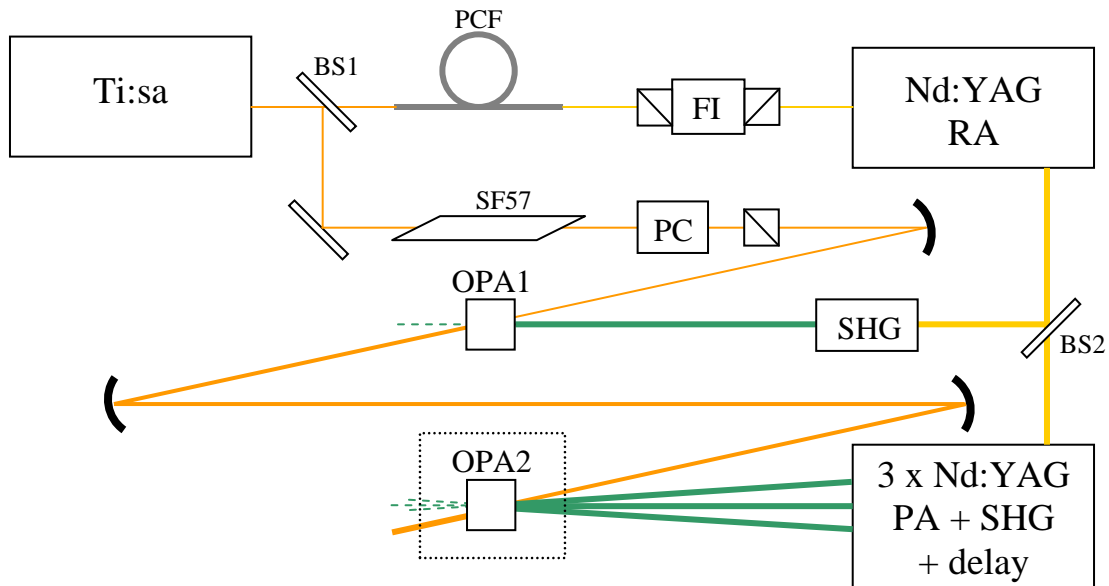 PCF
BS1
Ti:sa
FI
Nd:YAG
RA
SF57
PC
OPA1
SHG
BS2
OPA2
3 x Nd:YAG
PA + SHG
+ delay